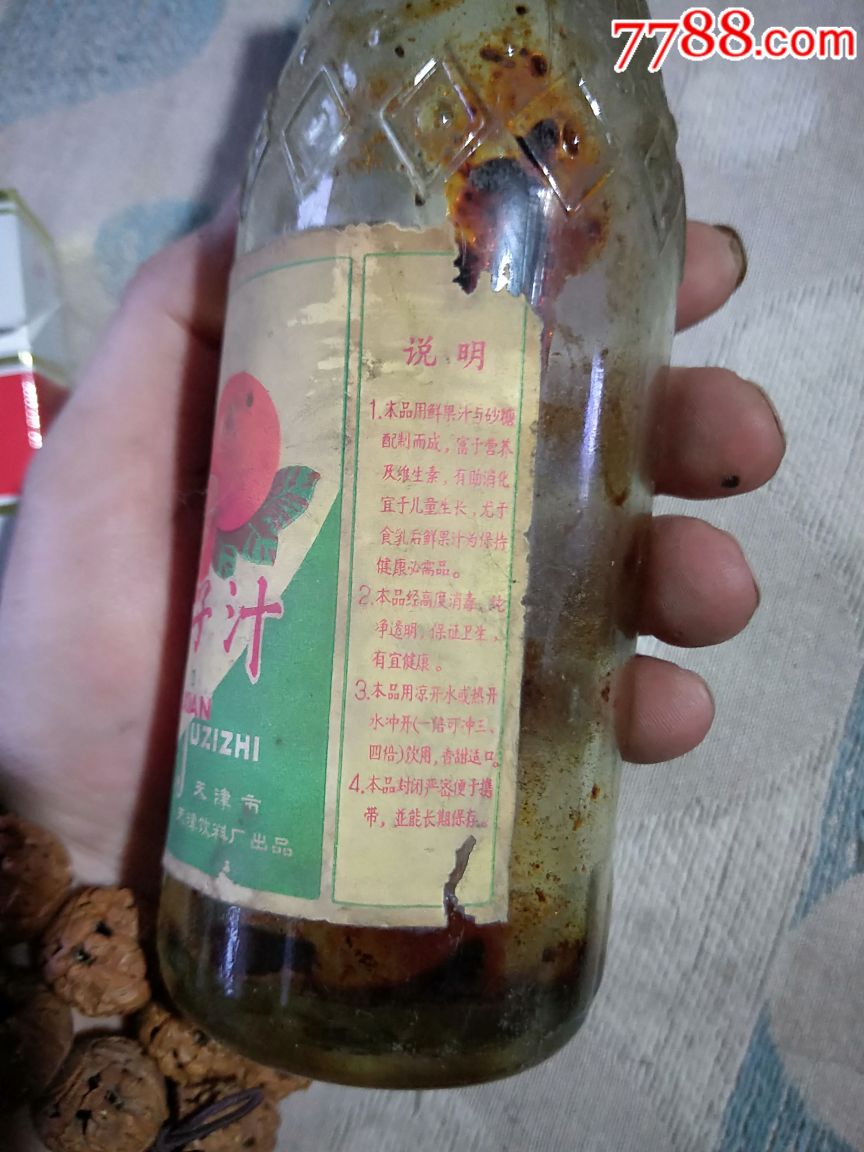 7788.com
说明
1.本品用鲜果汁与砂糖
配制而成，富于营养
及维生素，有助消化
宜于儿童生长，尤于
食乳后鲜果汁为保持
健康必需品。
2.本品经高度消毒、纯
净透明，保证卫生，
有宜健康。
3.本品用凉开水或热开
水冲开(一赔可冲三、
四倍)饮用，香甜适口。
4.本品封闭严密便于携
带，並能长期保存。
汁
UZIZHI
天津市
天津饮料厂出品